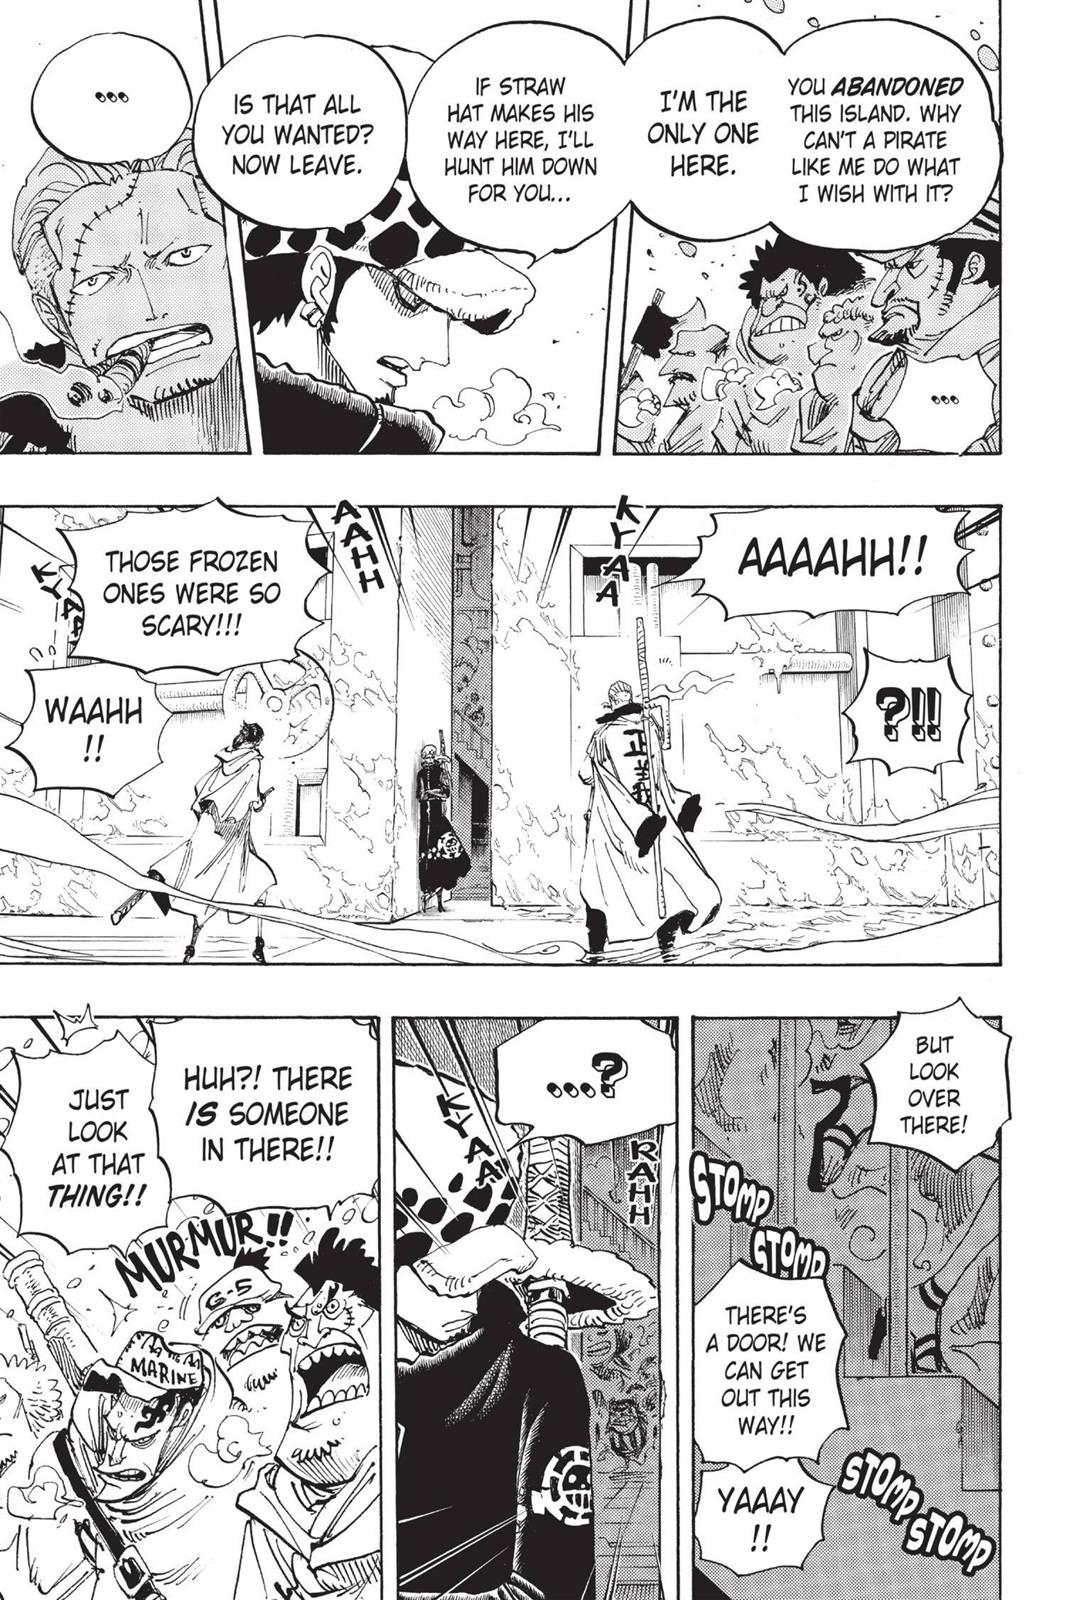 YOU ABANDONED
THIS ISLAND. WHY
CAN'T A PIRATE
LIKE ME DO WHAT
I WISH WITH IT?
I'M THE
ONLY ONE
HERE.
...
IF STRAW
HAT MAKES HIS
WAY HERE, I'LL
HUNT HIM DOWN
FOR YOU...
IS THAT ALL
YOU WANTED?
NOW LEAVE.
...
AAAAHH!!
?!!
KYAA
AAHH
THOSE FROZEN
ONES WERE SO
SCARY!!!
KYAA
WAAHH
!!
正義
BUT
LOOK
OVER
THERE!
STOMP
STOMP
THERE'S
A DOOR! WE
CAN GET
OUT THIS
WAY!!
YAAAY
!!
STOMP
STOMP
...?
KYAA
RAHH
HUH?! THERE
IS SOMEONE
IN THERE!!
JUST
LOOK
AT THAT
THING!!
MURMUR!!
G-5
MARINE